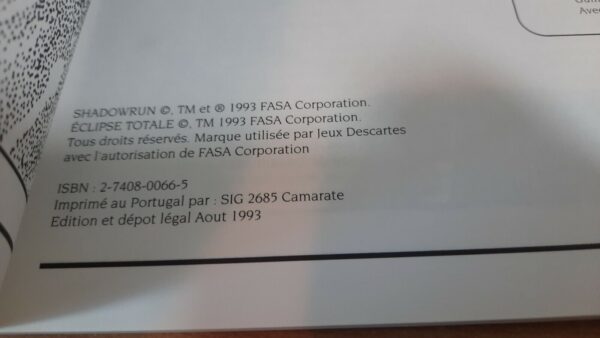 Avec
SHADOWRUN ©, TM et ® 1993 FASA Corporation.
ÉCLIPSE TOTALE ©, TM 1993 FASA Corporation.
Tous droits réservés. Marque utilisée par Jeux Descartes
avec l'autorisation de FASA Corporation
ISBN : 2-7408-0066-5
Imprimé au Portugal par : SIG 2685 Camarate
Edition et dépot légal Aout 1993